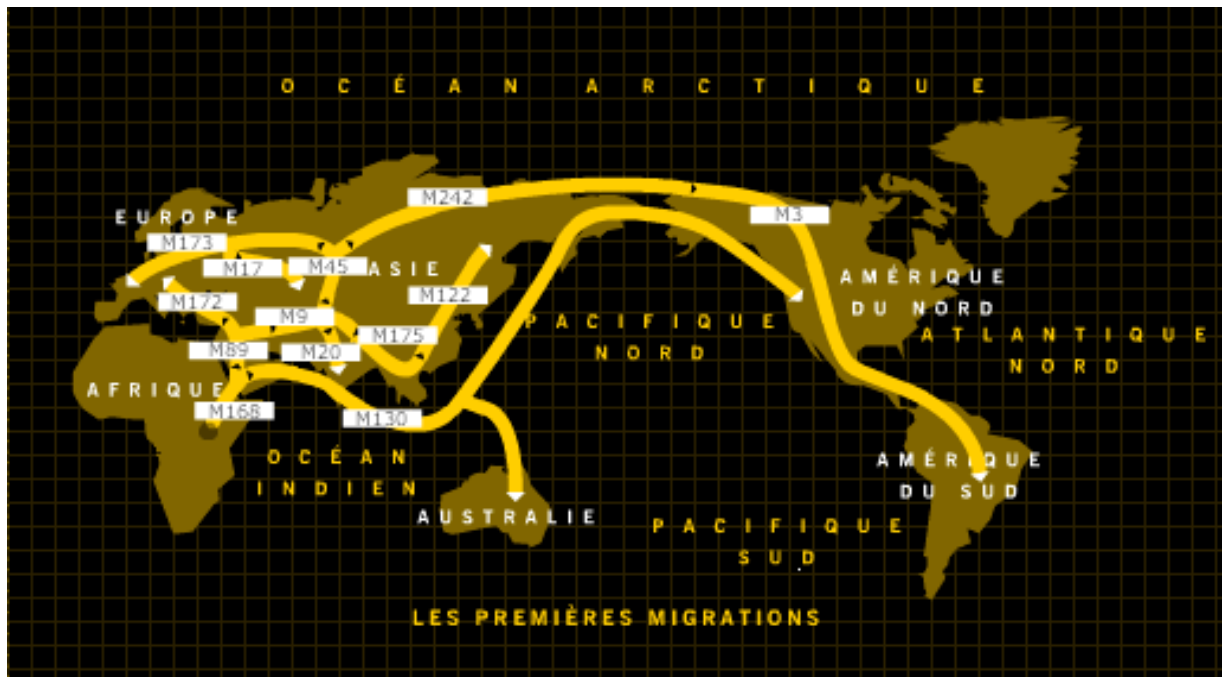 OCÉAN ARCTIQUE
M242
M3
EUROPE
M173
M17
M45
ASIE
AMÉRIQUE
DU NORD
M172
M122
M9
PACIFIQUE
NORD
ATLANTIQUE
NORD
M175
M89
M20
AFRIQUE
M168
M130
OCÉAN
INDIEN
AMÉRIQUE
DU SUD
AUSTRALIE
PACIFIQUE
SUD
LES PREMIÈRES MIGRATIONS